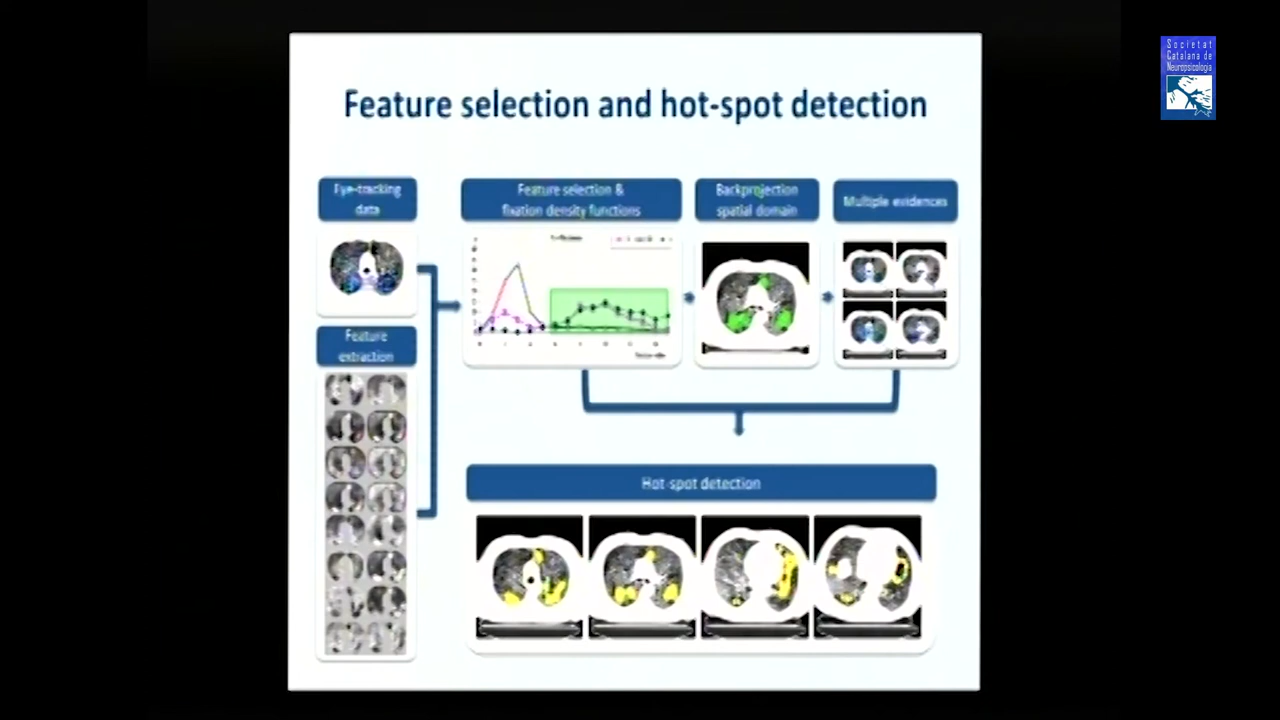 Societat
Catalana de
Neuropsicologia
Feature selection and hot-spot detection
Eye-tracking
data
Feature selection &
fixation density functions
Backprojection
spatial domain
Multiple evidences
Feature
extraction
Hot-spot detection